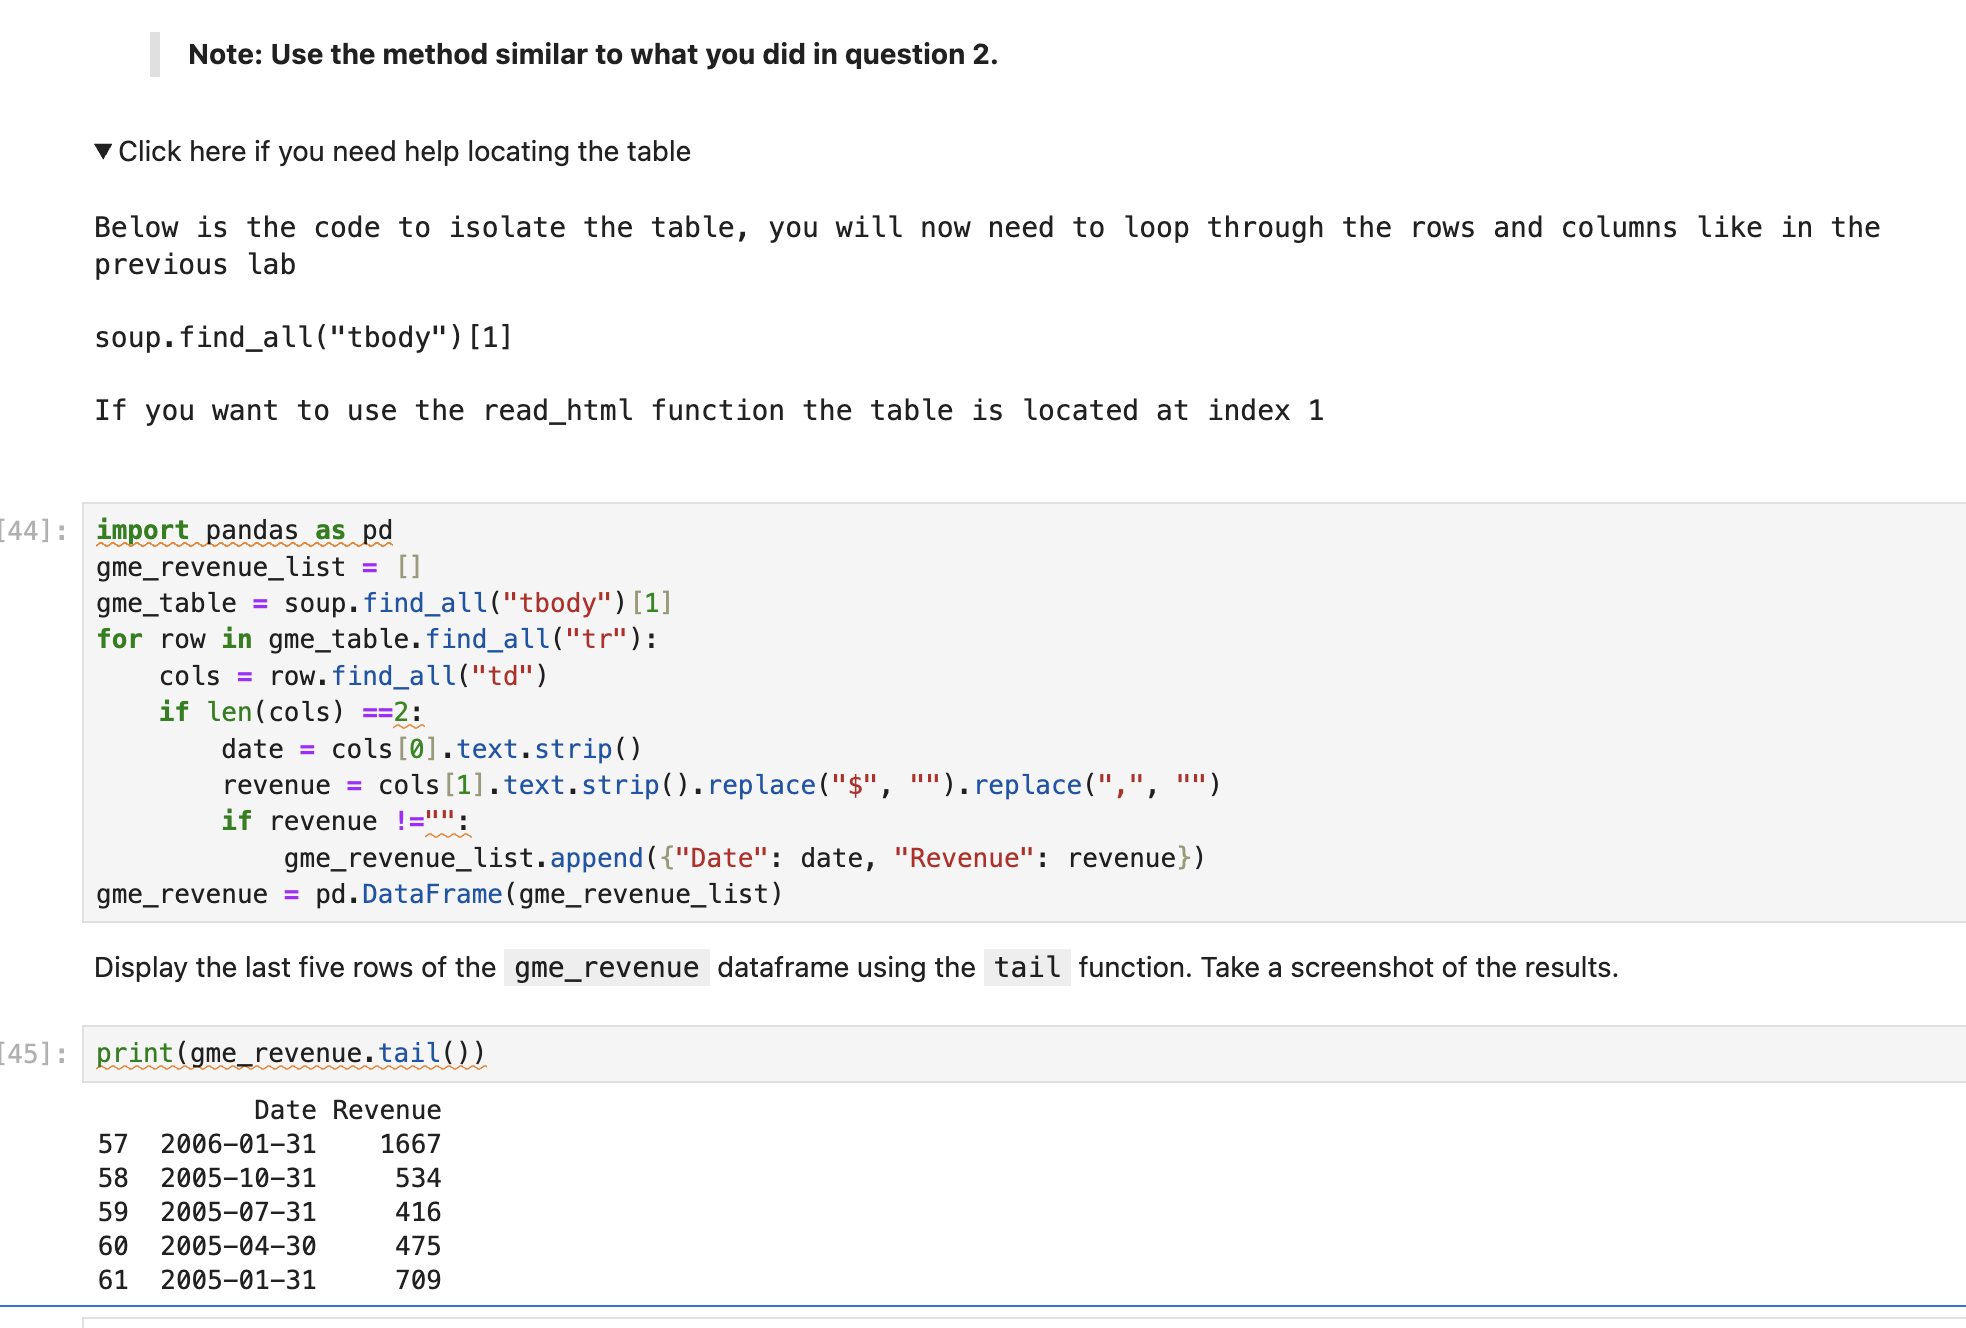 Note: Use the method similar to what you did in question 2.
▼ Click here if you need help locating the table
Below is the code to isolate the table, you will now need to loop through the rows and columns like in the
previous lab
soup.find_all("tbody")[1]
If you want to use the read_html function the table is located at index 1
[44]:
import pandas as pd
gme_revenue_list = []
gme_table = soup.find_all("tbody")[1]
for row in gme_table.find_all("tr"):
    cols = row.find_all("td")
    if len(cols) ==2:
        date = cols[0].text.strip()
        revenue = cols[1].text.strip().replace("$", "").replace(",", "")
        if revenue !="":
            gme_revenue_list.append({"Date": date, "Revenue": revenue})
gme_revenue = pd.DataFrame(gme_revenue_list)
Display the last five rows of the gme_revenue dataframe using the tail function. Take a screenshot of the results.
[45]:
print(gme_revenue.tail())
          Date Revenue
57  2006-01-31    1667
58  2005-10-31     534
59  2005-07-31     416
60  2005-04-30     475
61  2005-01-31     709